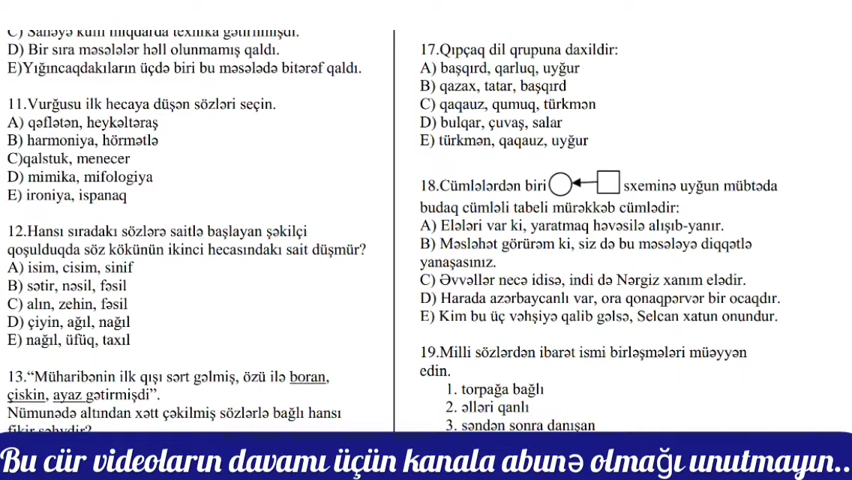 C) Sahəyə külli miqdarda texnika gətirilmişdi.
D) Bir sıra məsələlər həll olunmamış qaldı.
E)Yığıncaqdakıların üçdə biri bu məsələdə bitərəf qaldı.
11.Vurğusu ilk hecaya düşən sözləri seçin.
A) qəflətən, heykəltəraş
B) harmoniya, hörmətlə
C)qalstuk, menecer
D) mimika, mifologiya
E) ironiya, ispanaq
12.Hansı sıradakı sözlərə saitlə başlayan şəkilçi
qoşulduqda söz kökünün ikinci hecasındakı sait düşmür?
A) isim, cisim, sinif
B) sətir, nəsil, fəsil
C) alın, zehin, fəsil
D) çiyin, ağıl, nağıl
E) nağıl, üfüq, taxıl
13.“Müharibənin ilk qışı sərt gəlmiş, özü ilə boran,
çiskin, ayaz gətirmişdi”.
Nümunədə altından xətt çəkilmiş sözlərlə bağlı hansı
fikir səhvdir?
17.Qıpçaq dil qrupuna daxildir:
A) başqırd, qarluq, uyğur
B) qazax, tatar, başqırd
C) qaqauz, qumuq, türkmən
D) bulqar, çuvaş, salar
E) türkmən, qaqauz, uyğur
18.Cümlələrdən biri sxeminə uyğun mübtəda
budaq cümləli tabeli mürəkkəb cümlədir:
A) Elələri var ki, yaratmaq həvəsilə alışıb-yanır.
B) Məsləhət görürəm ki, siz də bu məsələyə diqqətlə
yanaşasınız.
C) Əvvəllər necə idisə, indi də Nərgiz xanım elədir.
D) Harada azərbaycanlı var, ora qonaqpərvər bir ocaqdır.
E) Kim bu üç vəhşiyə qalib gəlsə, Selcan xatun onundur.
19.Milli sözlərdən ibarət ismi birləşmələri müəyyən
edin.
1. torpağa bağlı
2. əlləri qanlı
3. səndən sonra danışan
Bu cür videoların davamı üçün kanala abunə olmağı unutmayın..